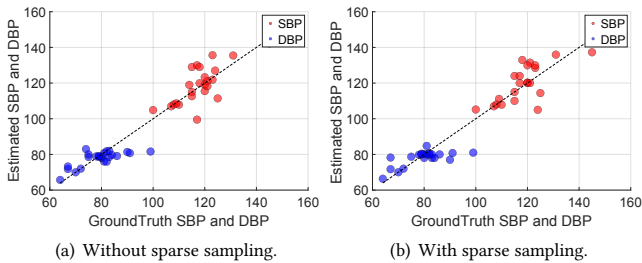 160
140
120
100
80
60
60 80 100 120 140 160
Estimated SBP and DBP
GroundTruth SBP and DBP
SBP
DBP
(a) Without sparse sampling.
160
140
120
100
80
60
60 80 100 120 140 160
Estimated SBP and DBP
GroundTruth SBP and DBP
SBP
DBP
(b) With sparse sampling.